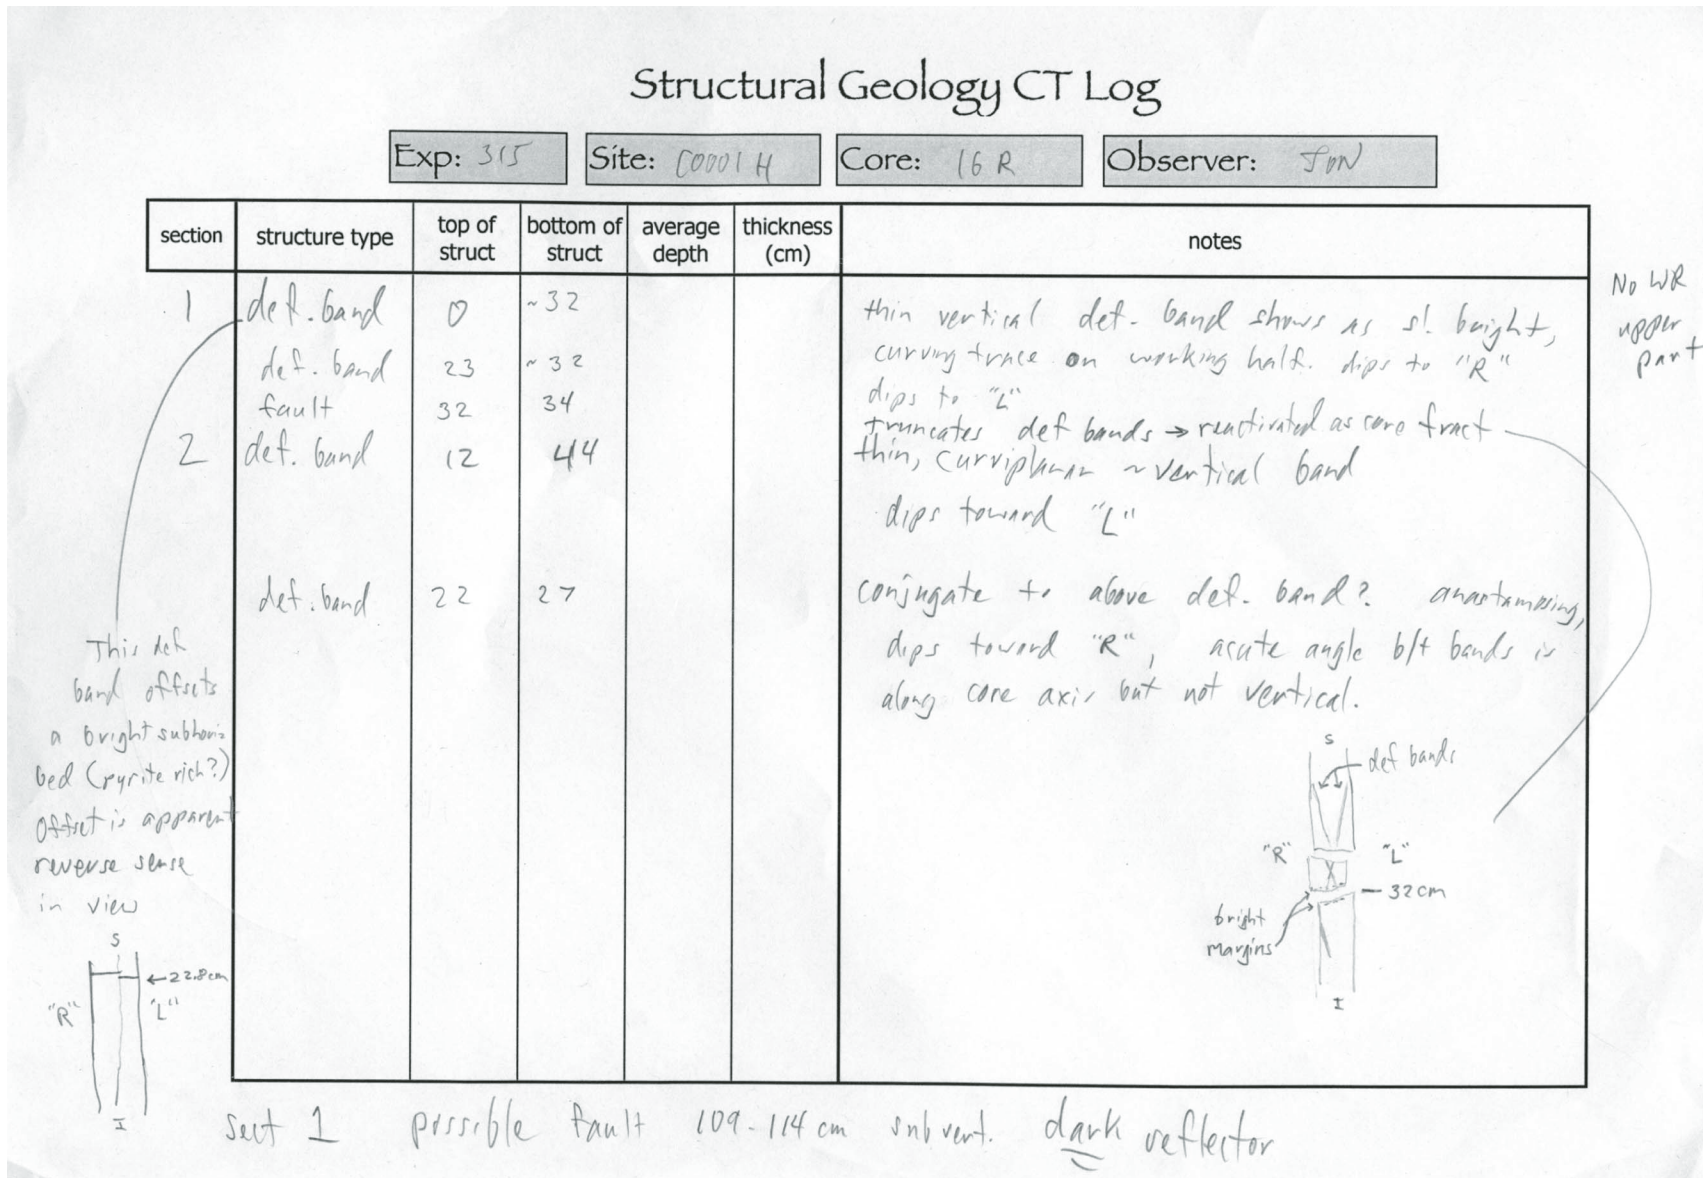 Structural Geology CT Log
Exp: 315 Site: C0001H Core: 16R Observer: JON
section structure type top of struct bottom of struct average depth thickness (cm) notes
1 def. band 0 ~32 thin vertical def. band shows as sl. bright,
curving trace on working half. dips to "R"
def. band 23 ~32 dips to "L"
fault 32 34 truncates def bands → reactivated as core fract
2 def. band 12 44 thin, curviplanar ~ vertical band
dips toward "L"
def. band 22 27 conjugate to above def. band? anastamosing,
dips toward "R", acute angle b/t bands is
along core axis but not vertical.
No WR
upper
part
This def
band offsets
a bright subhoriz
bed (pyrite rich?)
Offset is apparent
reverse sense
in view
S
←22.8cm
"R" "L"
I
S
def bands
"R" "L"
32cm
bright
margins
I
sect 1 possible fault 109-114 cm subvert. dark reflector